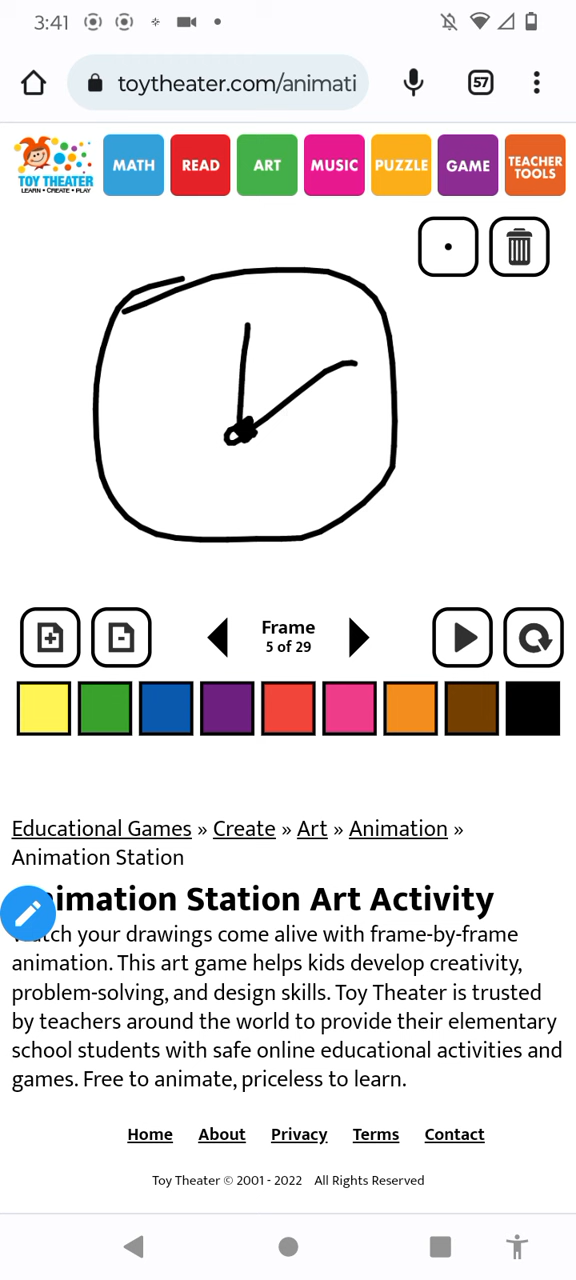 3:41
toytheater.com/animati
57
TOY THEATER
LEARN • CREATE • PLAY
MATH
READ
ART
MUSIC
PUZZLE
GAME
TEACHER
TOOLS
Frame
5 of 29
Educational Games » Create » Art » Animation »
Animation Station
imation Station Art Activity
atch your drawings come alive with frame-by-frame
animation. This art game helps kids develop creativity,
problem-solving, and design skills. Toy Theater is trusted
by teachers around the world to provide their elementary
school students with safe online educational activities and
games. Free to animate, priceless to learn.
Home About Privacy Terms Contact
Toy Theater © 2001 - 2022 All Rights Reserved